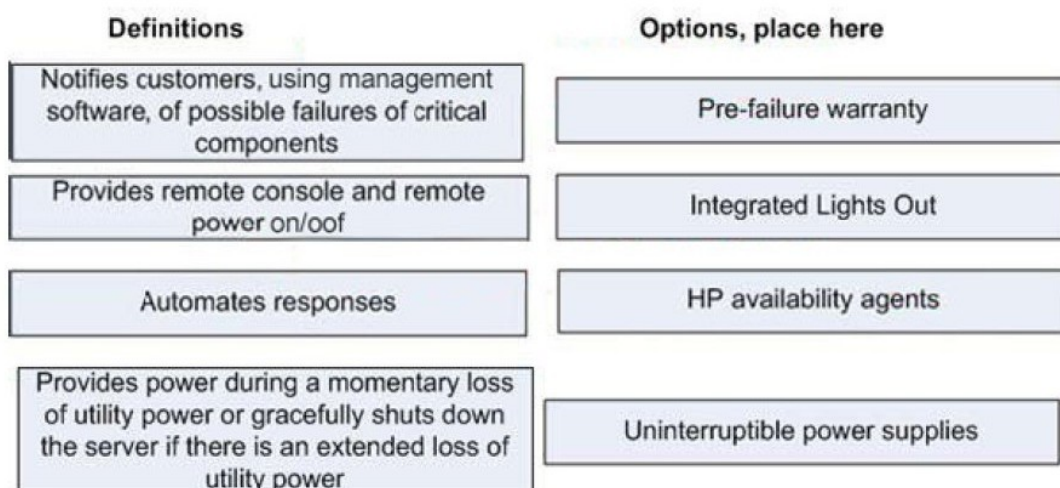 Definitions
Options, place here
Notifies customers, using management
software, of possible failures of critical
components
Pre-failure warranty
Provides remote console and remote
power on/oof
Integrated Lights Out
Automates responses
HP availability agents
Provides power during a momentary loss
of utility power or gracefully shuts down
the server if there is an extended loss of
utility power
Uninterruptible power supplies